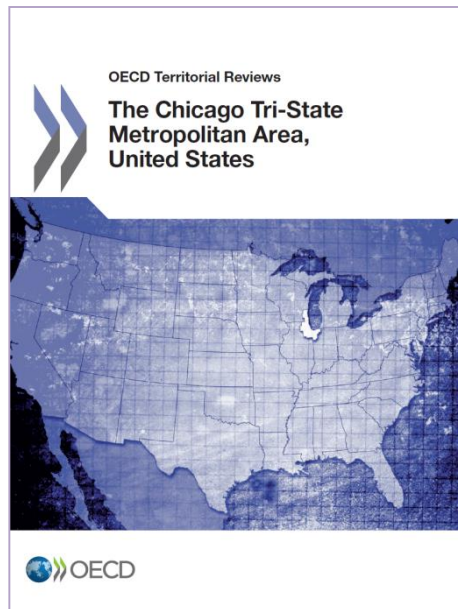 OECD Territorial Reviews
The Chicago Tri-State
Metropolitan Area,
United States
OECD